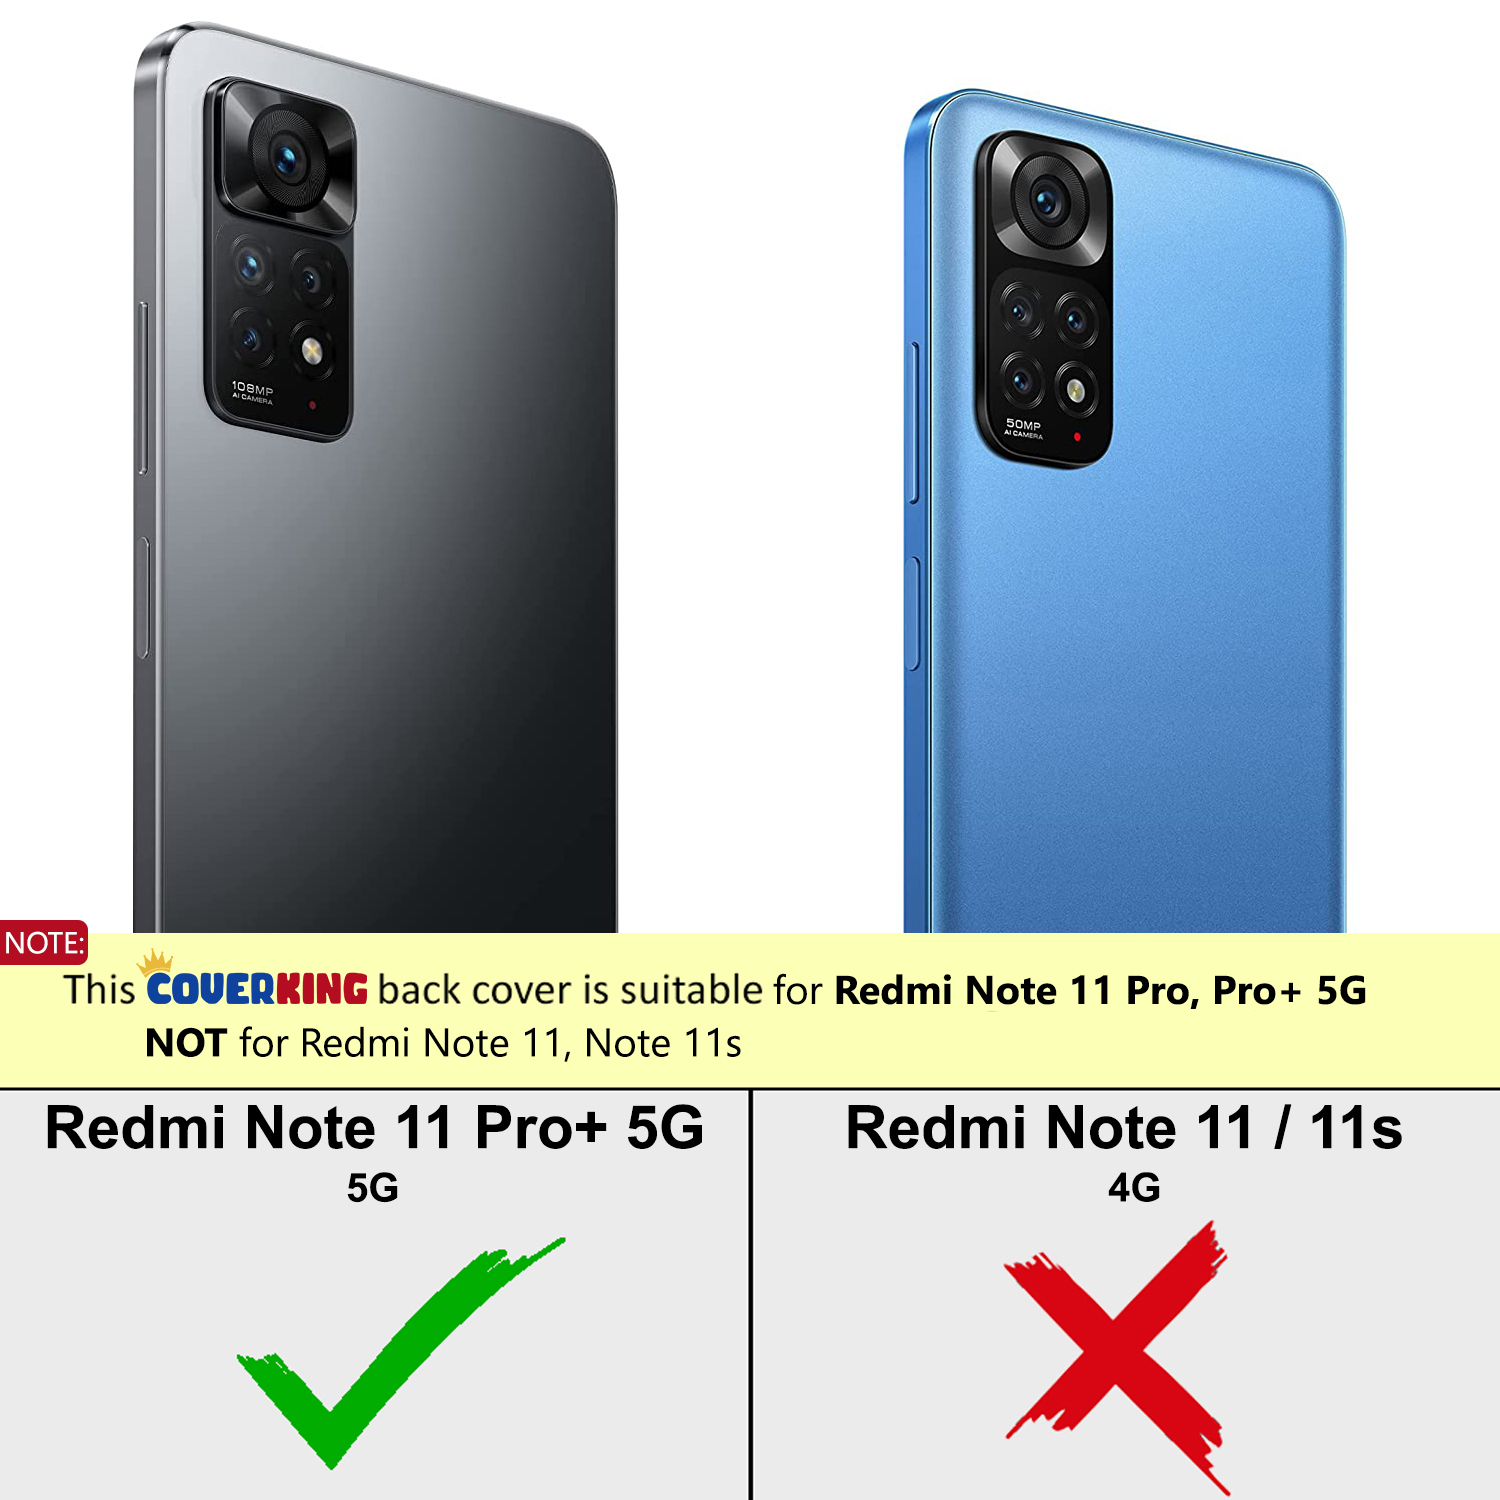 108MP
AI CAMERA
50MP
AI CAMERA
NOTE:
This COVERKING back cover is suitable for Redmi Note 11 Pro, Pro+ 5G
NOT for Redmi Note 11, Note 11s
Redmi Note 11 Pro+ 5G
5G
Redmi Note 11 / 11s
4G